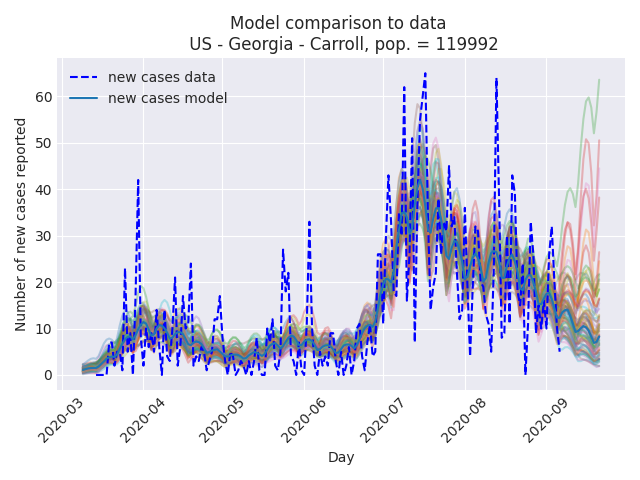 Model comparison to data
US - Georgia - Carroll, pop. = 119992
new cases data
new cases model
Number of new cases reported
60
50
40
30
20
10
0
2020-03
2020-04
2020-05
2020-06
2020-07
2020-08
2020-09
Day